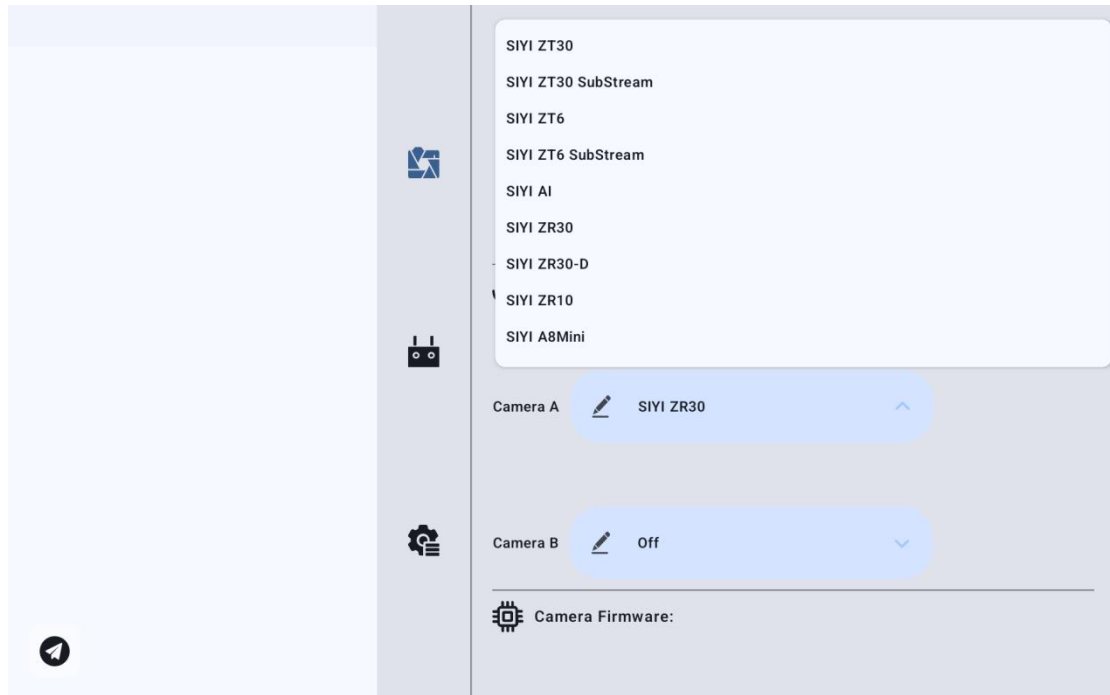 SIYI ZT30
SIYI ZT30 SubStream
SIYI ZT6
SIYI ZT6 SubStream
SIYI AI
SIYI ZR30
SIYI ZR30-D
SIYI ZR10
SIYI A8Mini
Camera A SIYI ZR30
Camera B Off
Camera Firmware: